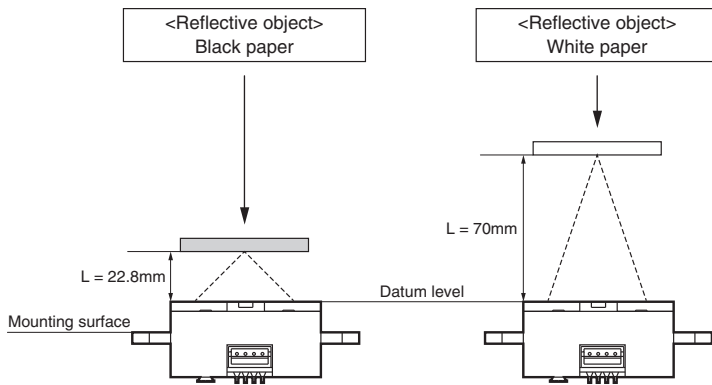 <Reflective object>
Black paper
<Reflective object>
White paper
L = 70mm
L = 22.8mm
Datum level
Mounting surface